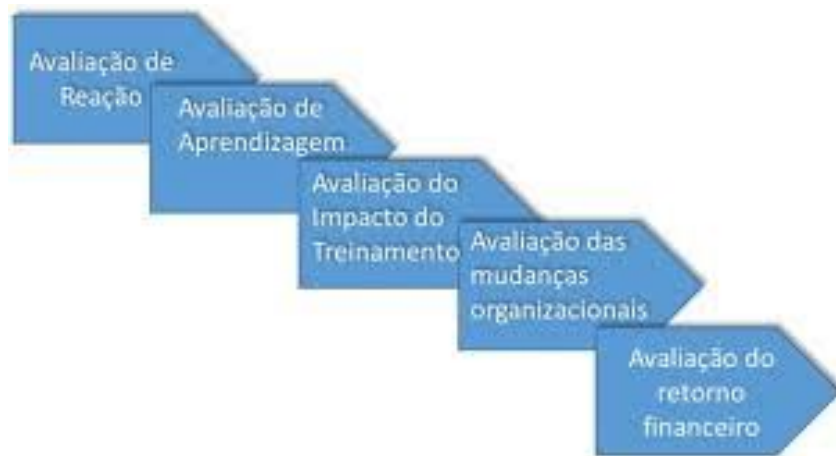 Avaliação de
Reação
Avaliação de
Aprendizagem
Avaliação do
Impacto do
Treinamento
Avaliação das
mudanças
organizacionais
Avaliação do
retorno
financeiro